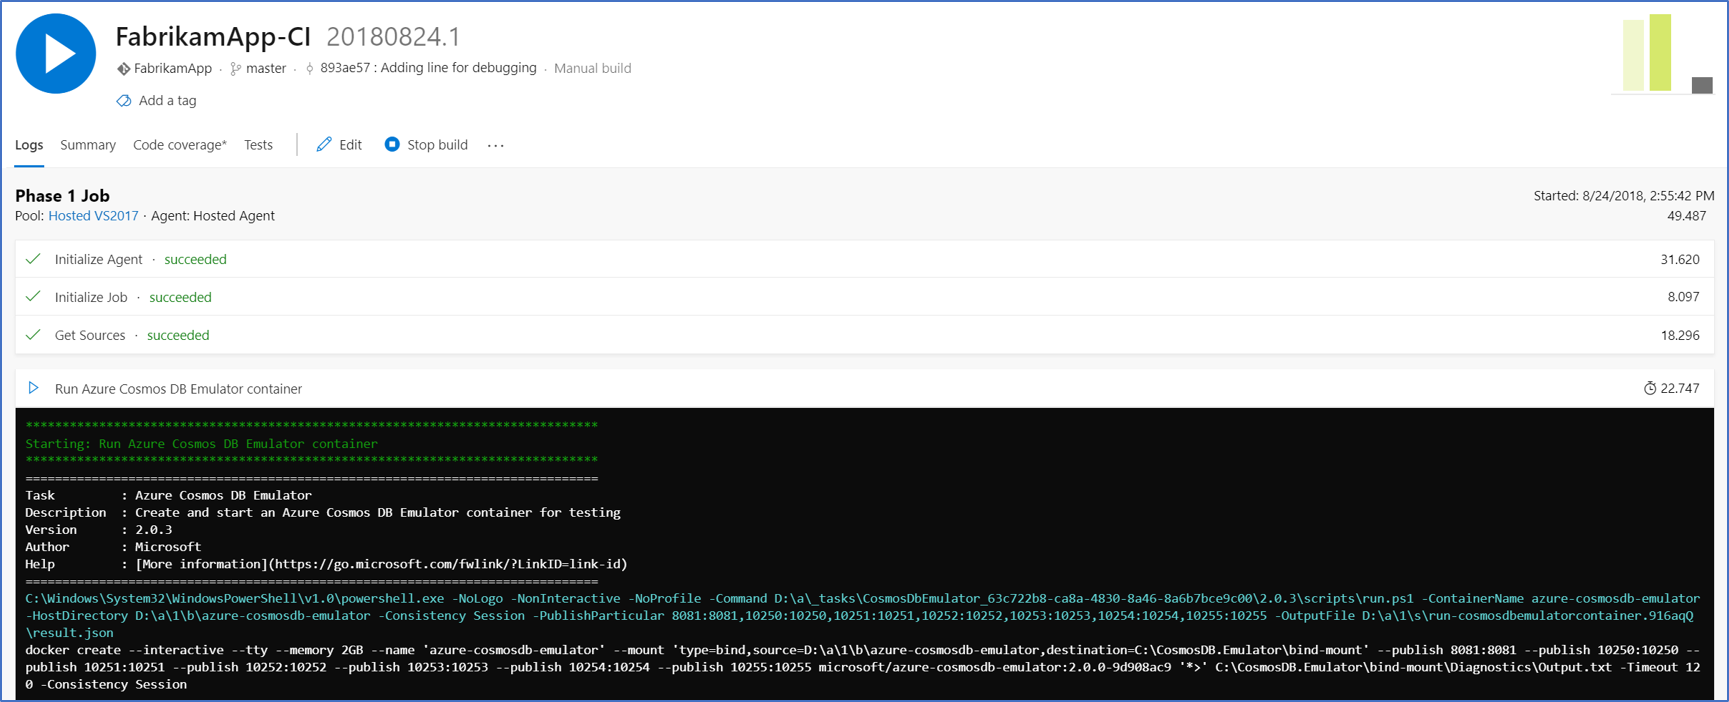 FabrikamApp-CI 20180824.1
FabrikamApp · master · 893ae57 : Adding line for debugging · Manual build
Add a tag
Logs Summary Code coverage* Tests Edit Stop build ···
Phase 1 Job
Started: 8/24/2018, 2:55:42 PM
Pool: Hosted VS2017 · Agent: Hosted Agent
49.487
Initialize Agent · succeeded 31.620
Initialize Job · succeeded 8.097
Get Sources · succeeded 18.296
Run Azure Cosmos DB Emulator container 22.747
******************************************************************************
Starting: Run Azure Cosmos DB Emulator container
******************************************************************************
==============================================================================
Task         : Azure Cosmos DB Emulator
Description  : Create and start an Azure Cosmos DB Emulator container for testing
Version      : 2.0.3
Author       : Microsoft
Help         : [More information](https://go.microsoft.com/fwlink/?LinkID=link-id)
==============================================================================
C:\Windows\System32\WindowsPowerShell\v1.0\powershell.exe -NoLogo -NonInteractive -NoProfile -Command D:\a\_tasks\CosmosDbEmulator_63c722b8-ca8a-4830-8a46-8a6b7bce9c00\2.0.3\scripts\run.ps1 -ContainerName azure-cosmosdb-emulator
-HostDirectory D:\a\1\b\azure-cosmosdb-emulator -Consistency Session -PublishParticular 8081:8081,10250:10250,10251:10251,10252:10252,10253:10253,10254:10254,10255:10255 -OutputFile D:\a\1\s\run-cosmosdbemulatorcontainer.916aqQ
\result.json
docker create --interactive --tty --memory 2GB --name 'azure-cosmosdb-emulator' --mount 'type=bind,source=D:\a\1\b\azure-cosmosdb-emulator,destination=C:\CosmosDB.Emulator\bind-mount' --publish 8081:8081 --publish 10250:10250 --
publish 10251:10251 --publish 10252:10252 --publish 10253:10253 --publish 10254:10254 --publish 10255:10255 microsoft/azure-cosmosdb-emulator:2.0.0-9d908ac9 '*>' C:\CosmosDB.Emulator\bind-mount\Diagnostics\Output.txt -Timeout 12
0 -Consistency Session